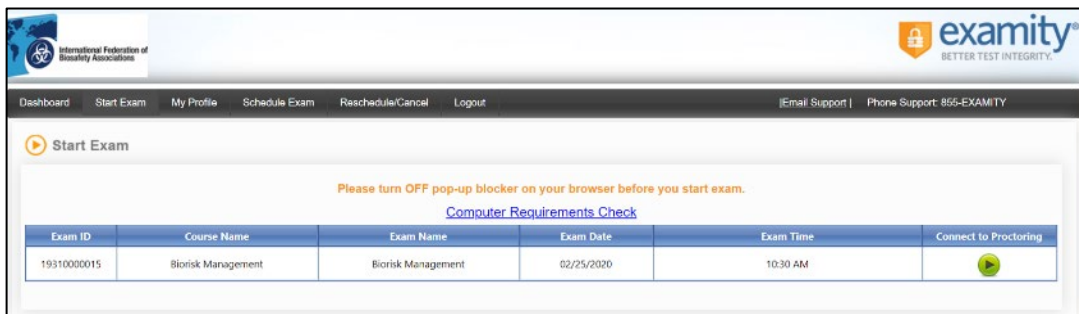 International Federation of
Biosafety Associations
examity®
BETTER TEST INTEGRITY.
Dashboard Start Exam My Profile Schedule Exam Reschedule/Cancel Logout |Email Support | Phone Support: 855-EXAMITY
Start Exam
Please turn OFF pop-up blocker on your browser before you start exam.
Computer Requirements Check
Exam ID Course Name Exam Name Exam Date Exam Time Connect to Proctoring
19310000015 Biorisk Management Biorisk Management 02/25/2020 10:30 AM